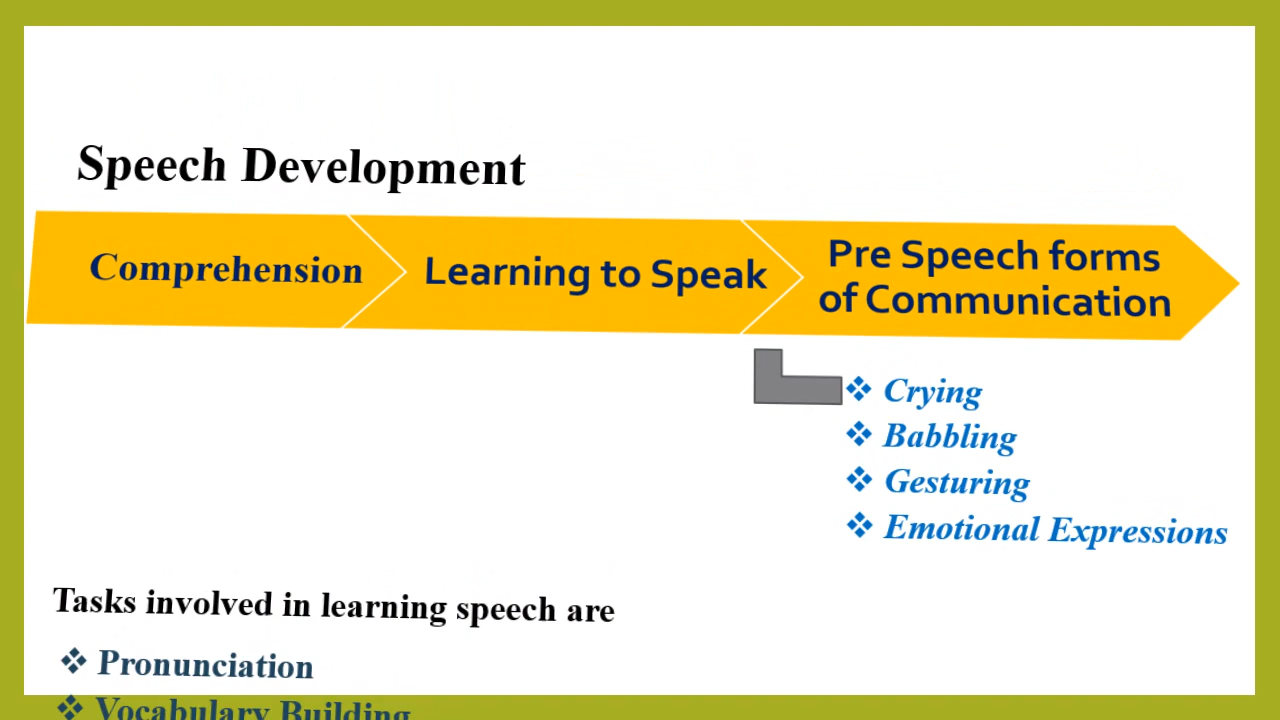 Speech Development
Comprehension
Learning to Speak
Pre Speech forms
of Communication
❖ Crying
❖ Babbling
❖ Gesturing
❖ Emotional Expressions
Tasks involved in learning speech are
❖ Pronunciation
❖ Vocabulary Building